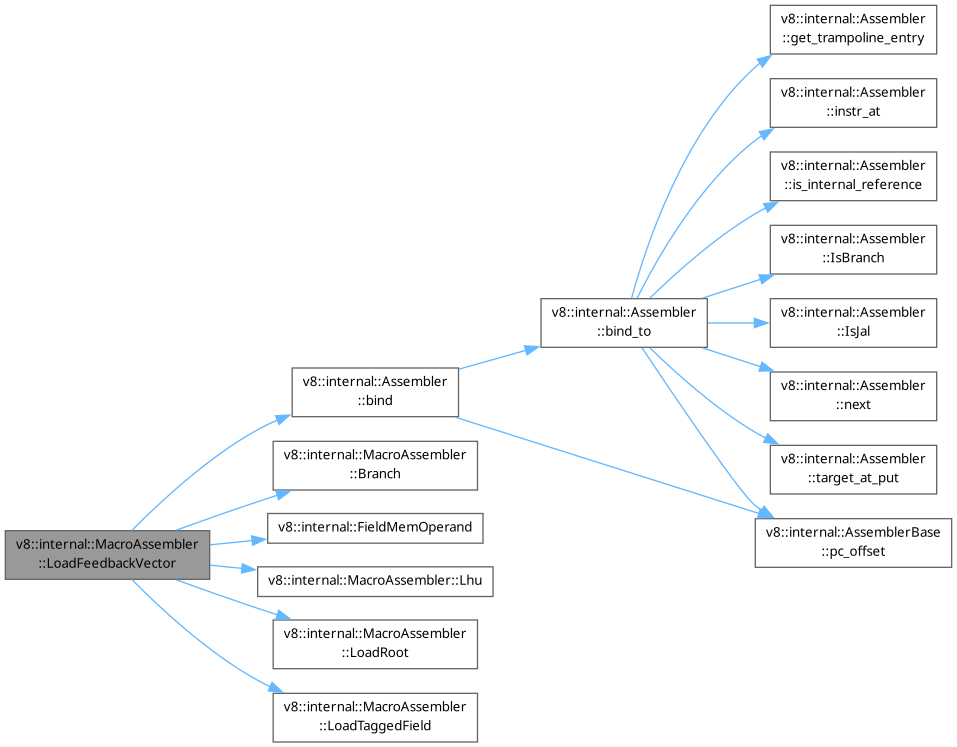 v8::internal::MacroAssembler
::LoadFeedbackVector
v8::internal::Assembler
::bind
v8::internal::MacroAssembler
::Branch
v8::internal::FieldMemOperand
v8::internal::MacroAssembler::Lhu
v8::internal::MacroAssembler
::LoadRoot
v8::internal::MacroAssembler
::LoadTaggedField
v8::internal::Assembler
::bind_to
v8::internal::Assembler
::get_trampoline_entry
v8::internal::Assembler
::instr_at
v8::internal::Assembler
::is_internal_reference
v8::internal::Assembler
::IsBranch
v8::internal::Assembler
::IsJal
v8::internal::Assembler
::next
v8::internal::Assembler
::target_at_put
v8::internal::AssemblerBase
::pc_offset